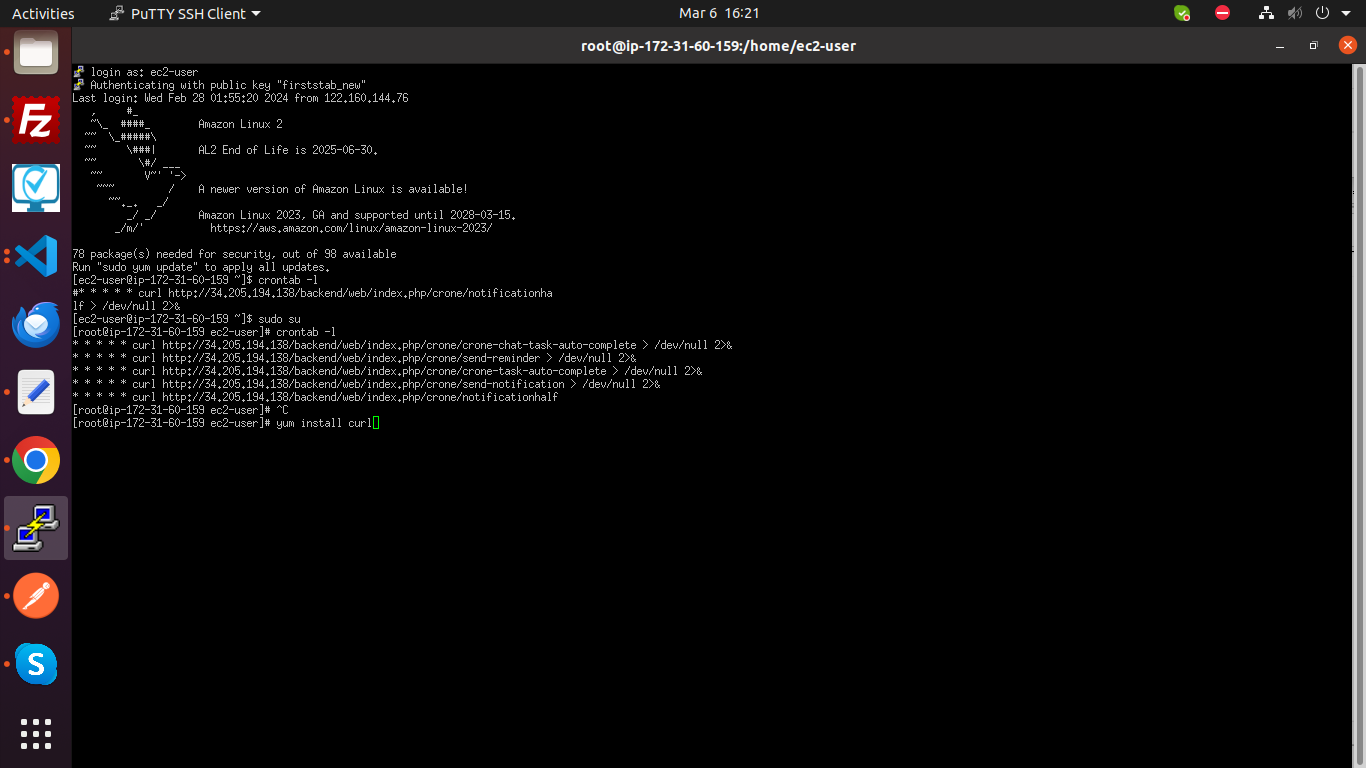 Activities
PuTTY SSH Client
Mar 6 16:21
root@ip-172-31-60-159:/home/ec2-user
login as: ec2-user
Authenticating with public key "firststab_new"
Last login: Wed Feb 28 01:55:20 2024 from 122.160.144.76
   ,     #_
   ~\_  ####_        Amazon Linux 2
  ~~  \_#####\
  ~~     \###|       AL2 End of Life is 2025-06-30.
  ~~       \#/ ___
   ~~       V~' '->
    ~~~         /    A newer version of Amazon Linux is available!
      ~~._.   _/
         _/ _/       Amazon Linux 2023, GA and supported until 2028-03-15.
       _/m/'           https://aws.amazon.com/linux/amazon-linux-2023/
78 package(s) needed for security, out of 98 available
Run "sudo yum update" to apply all updates.
[ec2-user@ip-172-31-60-159 ~]$ crontab -l
#* * * * * curl http://34.205.194.138/backend/web/index.php/crone/notificationha
lf > /dev/null 2>&
[ec2-user@ip-172-31-60-159 ~]$ sudo su
[root@ip-172-31-60-159 ec2-user]# crontab -l
* * * * * curl http://34.205.194.138/backend/web/index.php/crone/crone-chat-task-auto-complete > /dev/null 2>&
* * * * * curl http://34.205.194.138/backend/web/index.php/crone/send-reminder > /dev/null 2>&
* * * * * curl http://34.205.194.138/backend/web/index.php/crone/crone-task-auto-complete > /dev/null 2>&
* * * * * curl http://34.205.194.138/backend/web/index.php/crone/send-notification > /dev/null 2>&
* * * * * curl http://34.205.194.138/backend/web/index.php/crone/notificationhalf
[root@ip-172-31-60-159 ec2-user]# ^C
[root@ip-172-31-60-159 ec2-user]# yum install curl